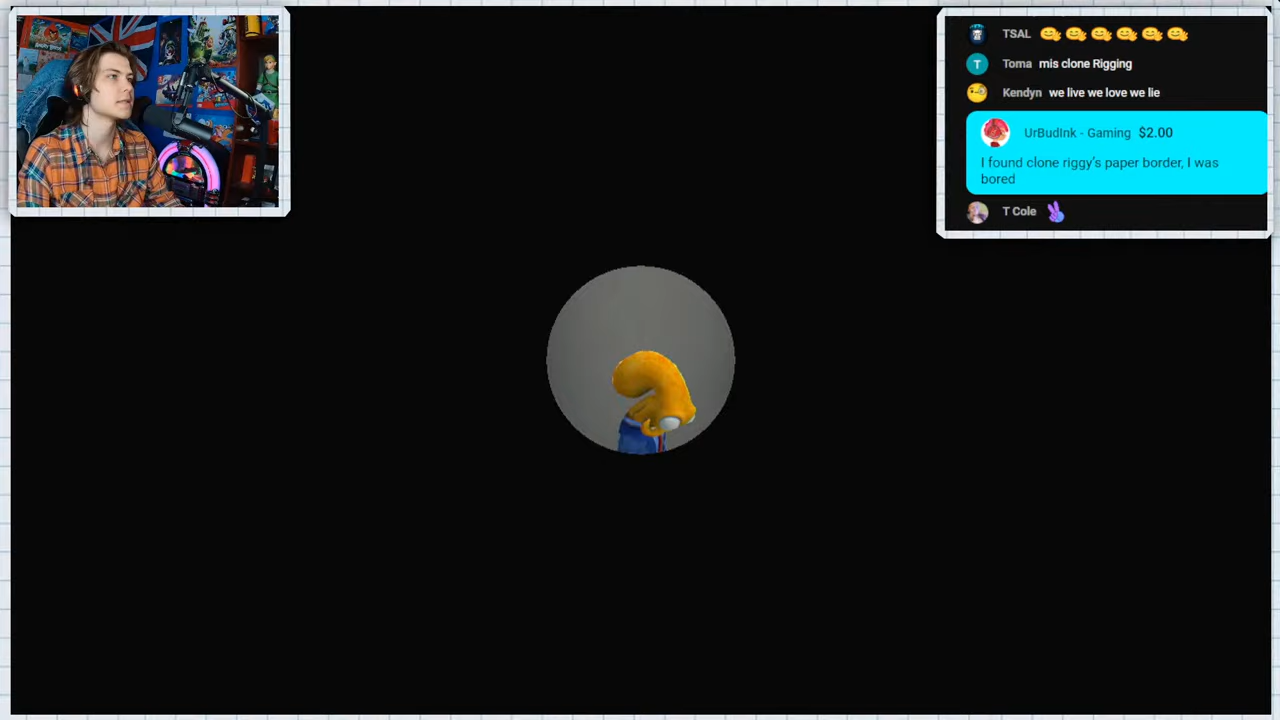 TSAL
Toma mis clone Rigging
Kendyn we live we love we lie
UrBudInk - Gaming $2.00
I found clone riggy's paper border, I was
bored
T Cole
T